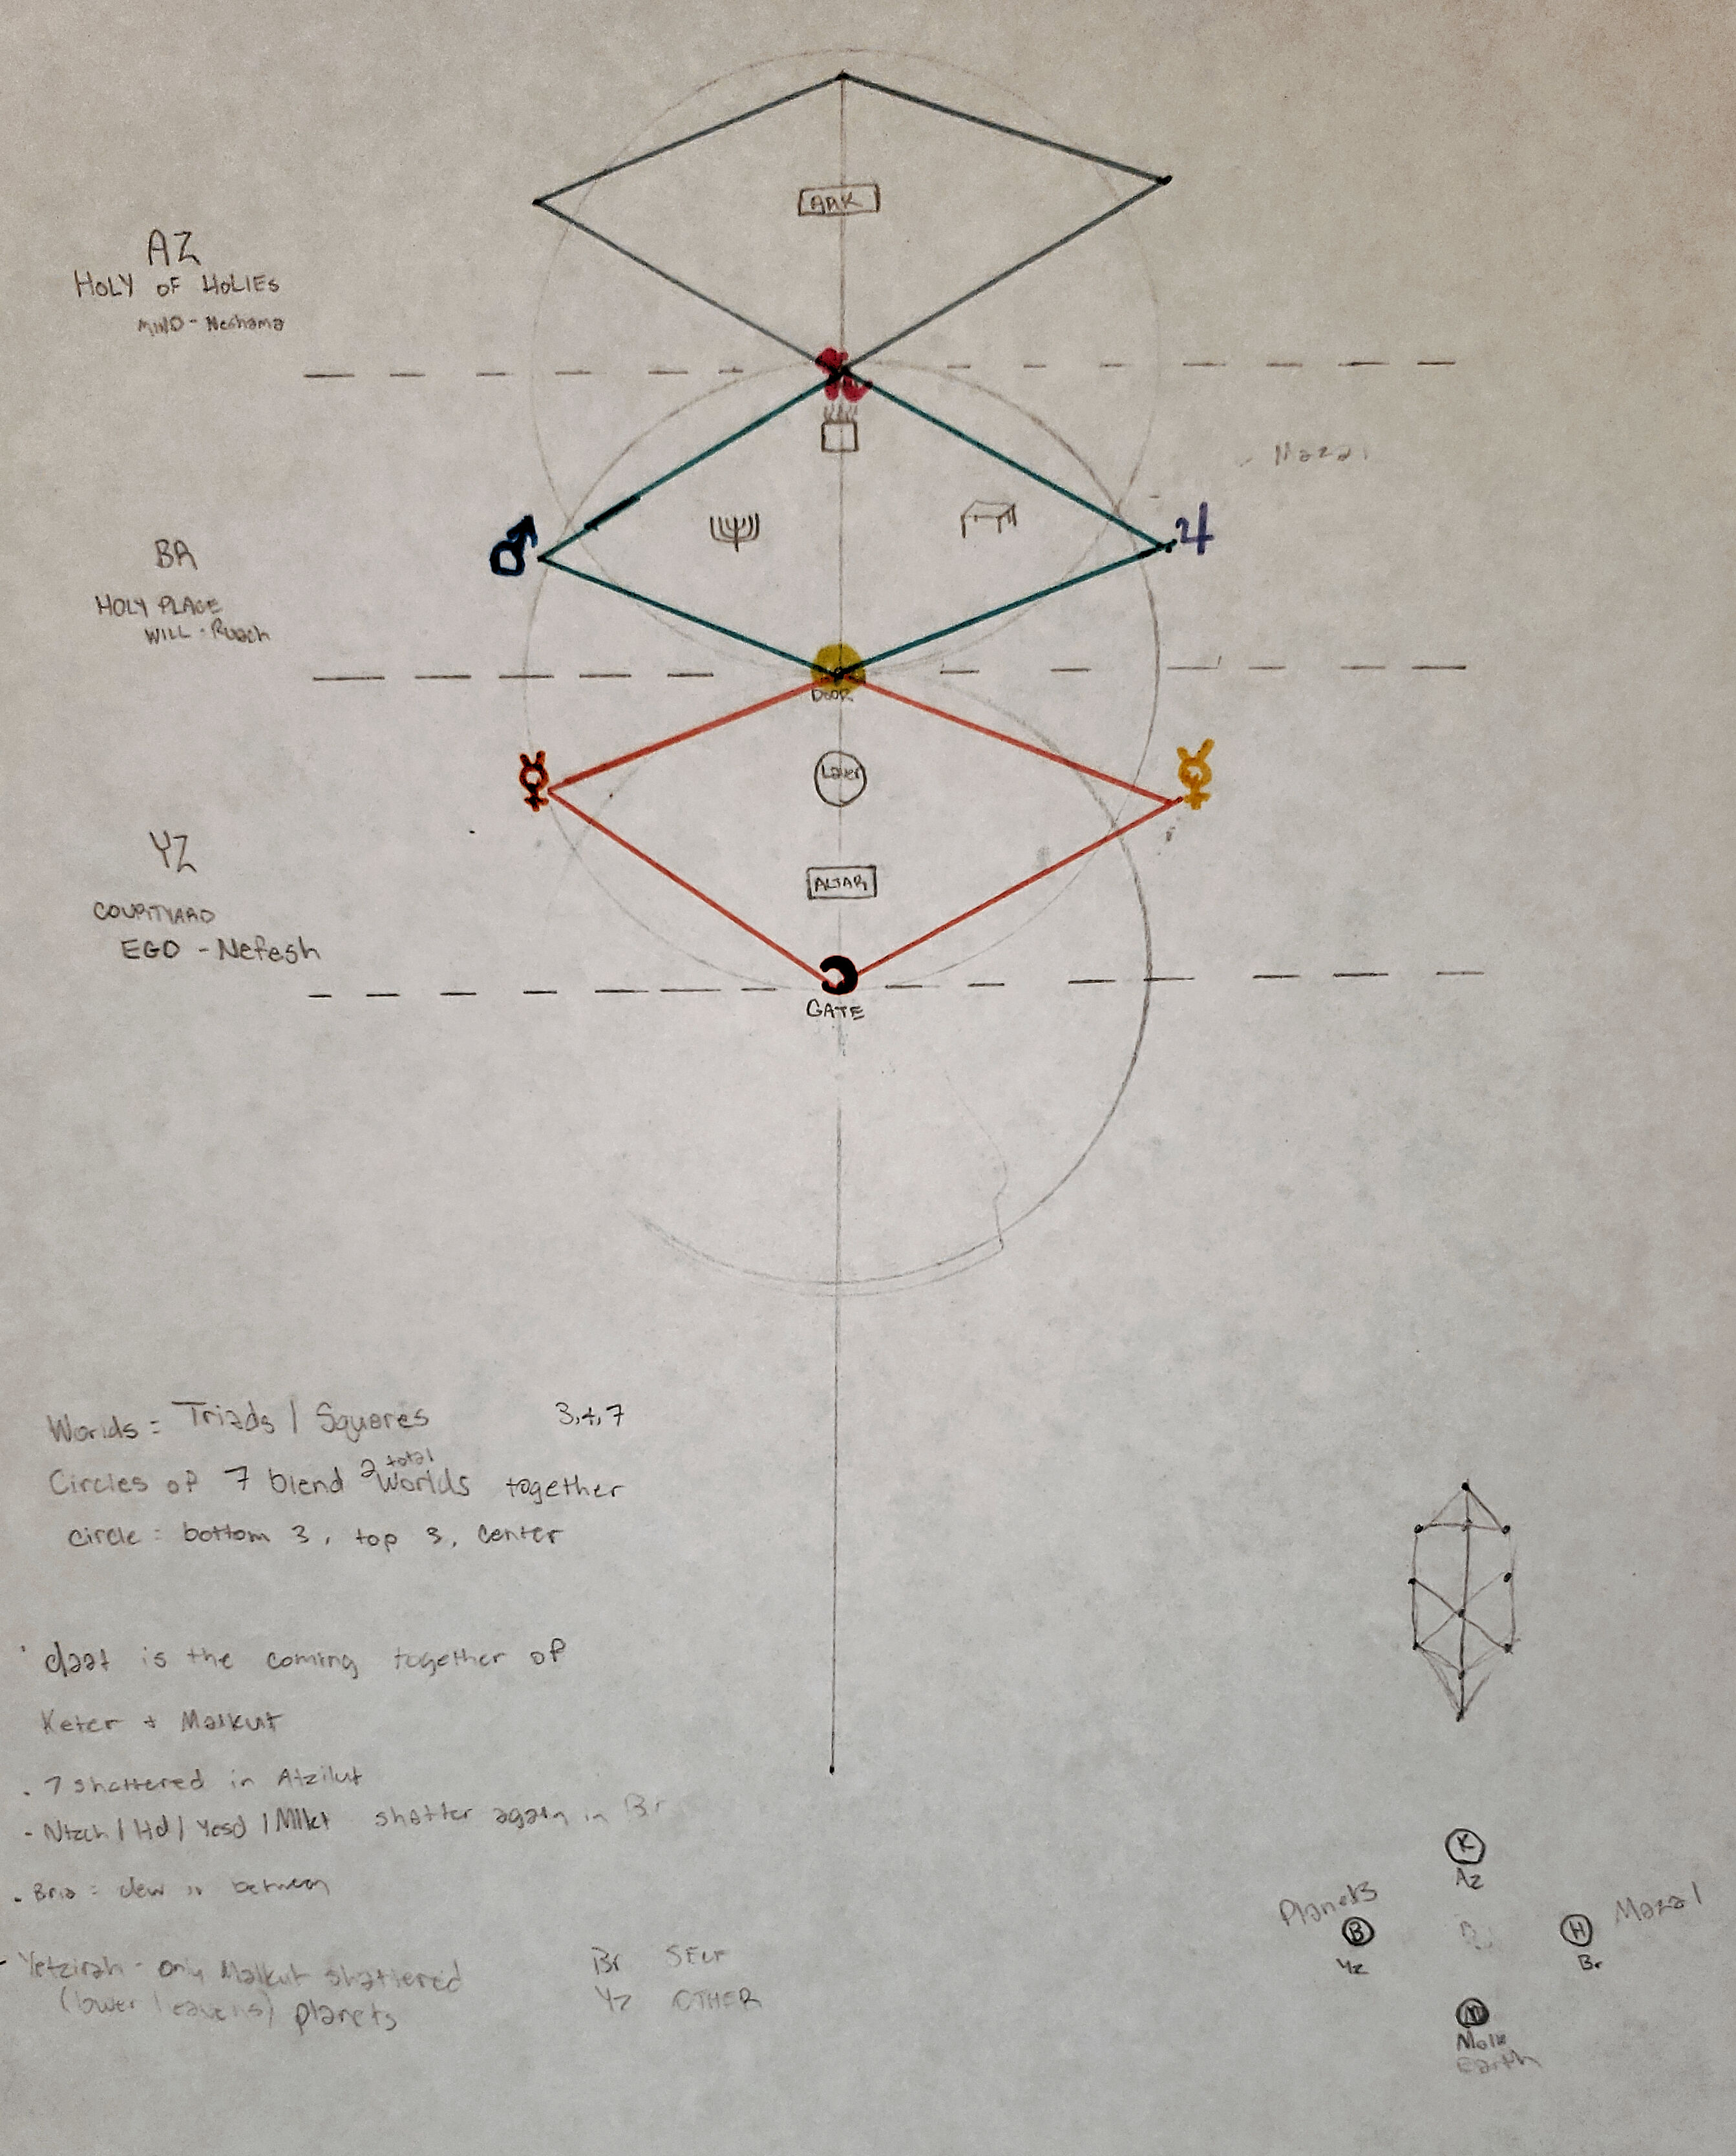 ARK
AZ
HOLY OF HOLIES
MIND - Neshama
Mazal
BR
HOLY PLACE
WILL - Ruach
DOOR
Laver
YZ
ALTAR
COURTYARD
EGO - Nefesh
GATE
Worlds = Triads / Squares 3,4,7
Circles of 7 blend 2 total Worlds together
circle = bottom 3, top 3, center
daat is the coming together of
Keter + Malkut
. 7 shattered in Atzilut
- Ntzch / Hd / Yesd / Mlkt shatter again in Br
. Bria = dew in between
- Yetzirah - only Malkut shattered
(lower heavens) planets
Br SELF
Yz OTHER
K
Az
Planets
B
Yz
H
Br
Mazal
M
Malk
Earth